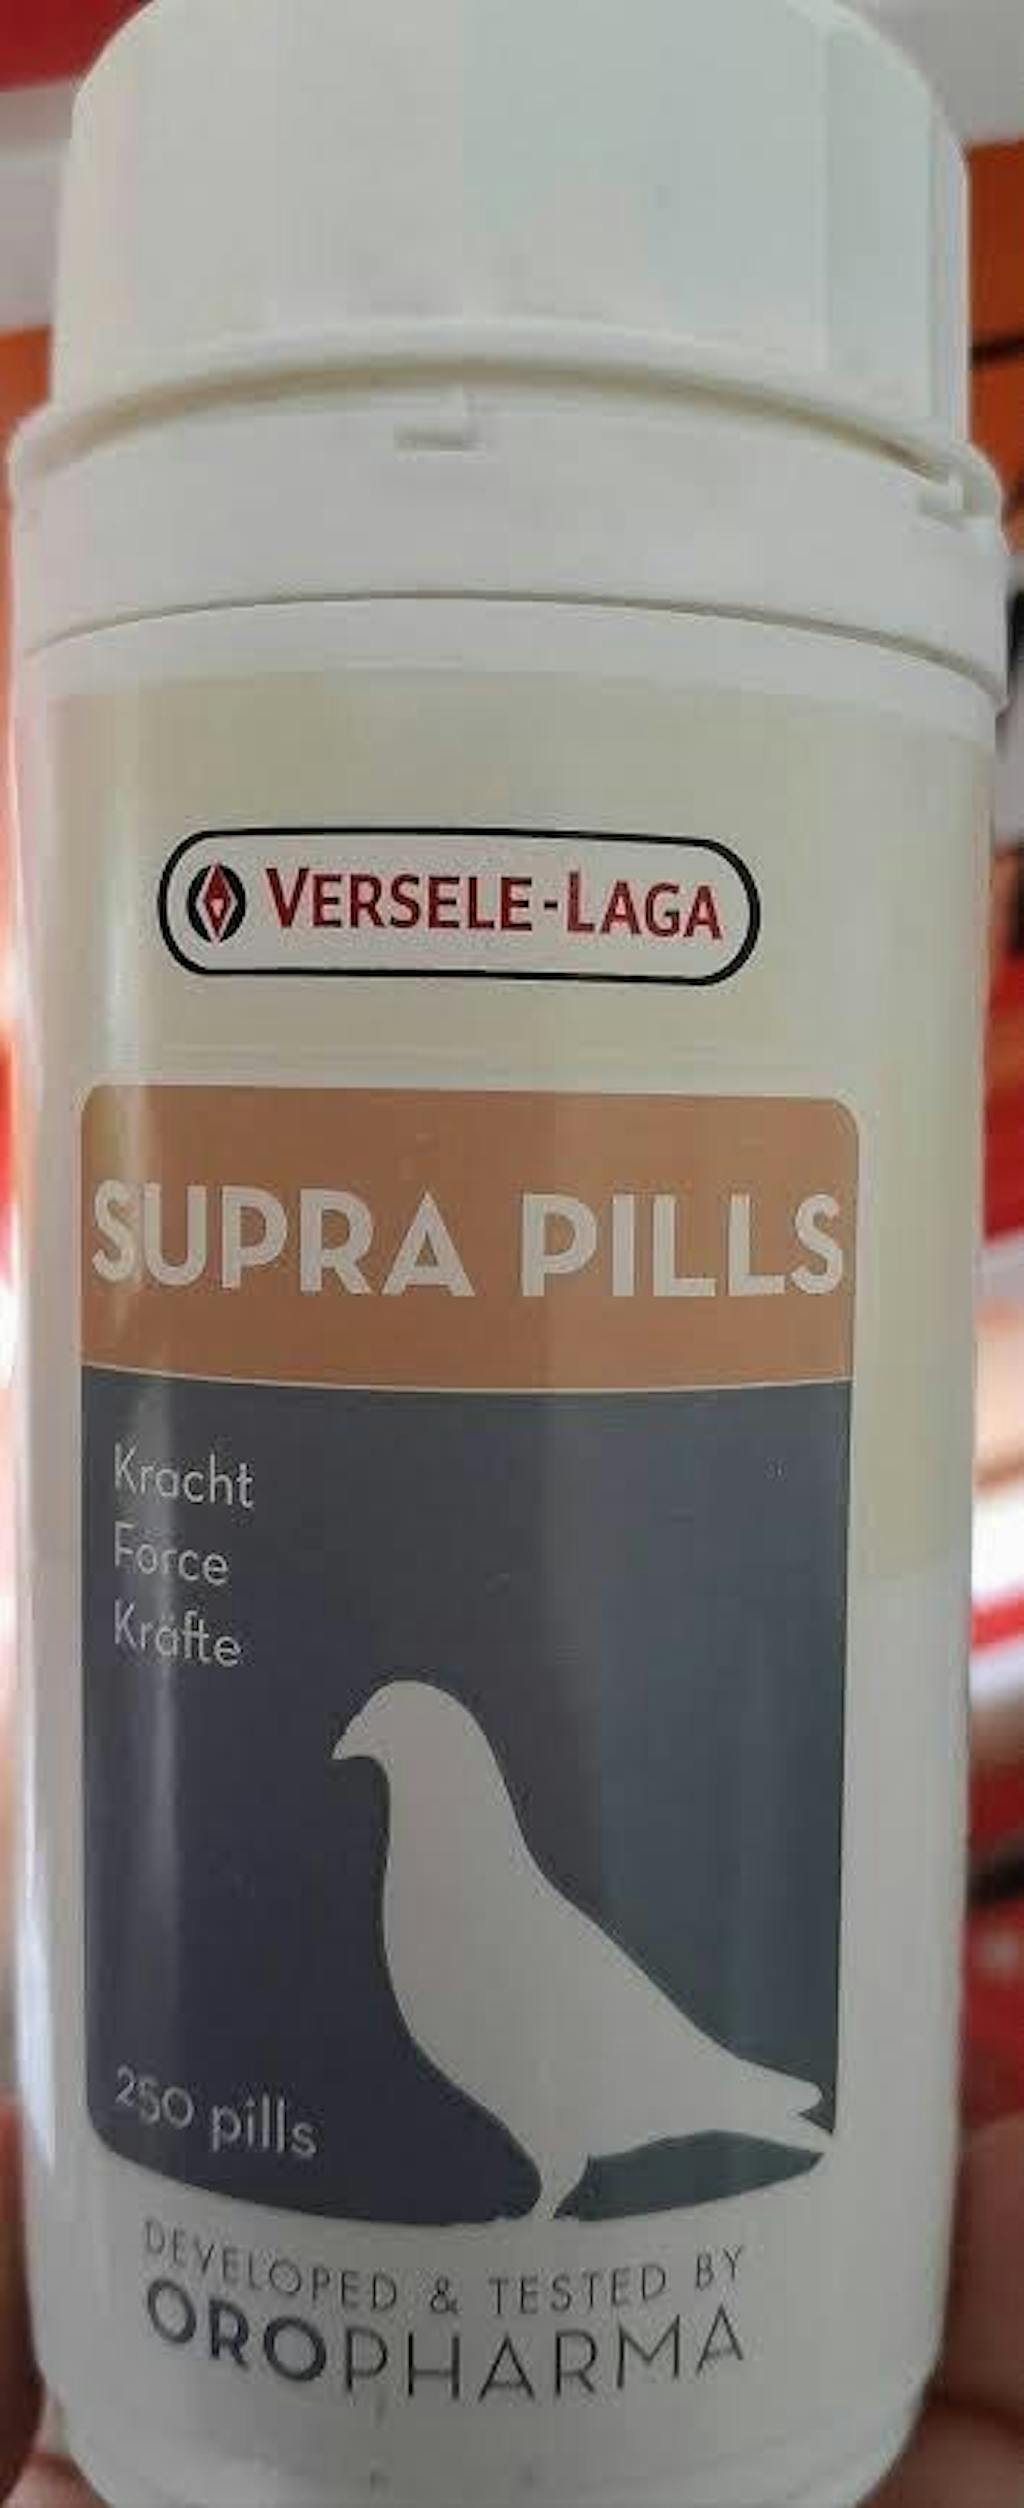 VERSELE-LAGA
SUPRA PILLS
Kracht
Force
Kräfte
250 pills
DEVELOPED & TESTED BY
OROPHARMA